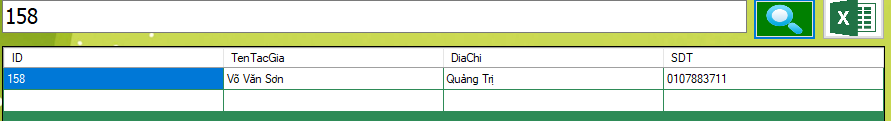 158
ID TenTacGia DiaChi SDT
158 Võ Văn Sơn Quảng Trị 0107883711